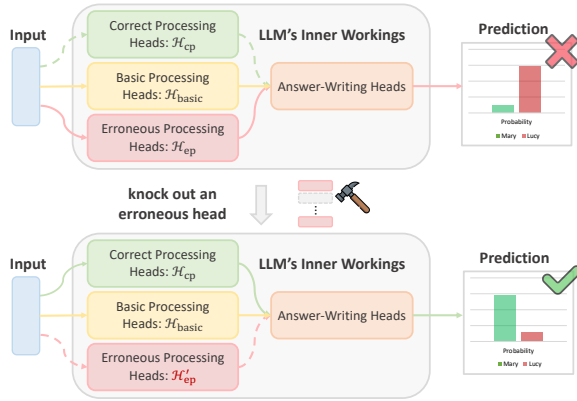 Input
Correct Processing
Heads: ℋcp
LLM's Inner Workings
Basic Processing
Heads: ℋbasic
Answer-Writing Heads
Erroneous Processing
Heads: ℋep
Prediction
Probability
Mary Lucy
knock out an
erroneous head
Input
Correct Processing
Heads: ℋcp
LLM's Inner Workings
Basic Processing
Heads: ℋbasic
Answer-Writing Heads
Erroneous Processing
Heads: ℋ′ep
Prediction
Probability
Mary Lucy